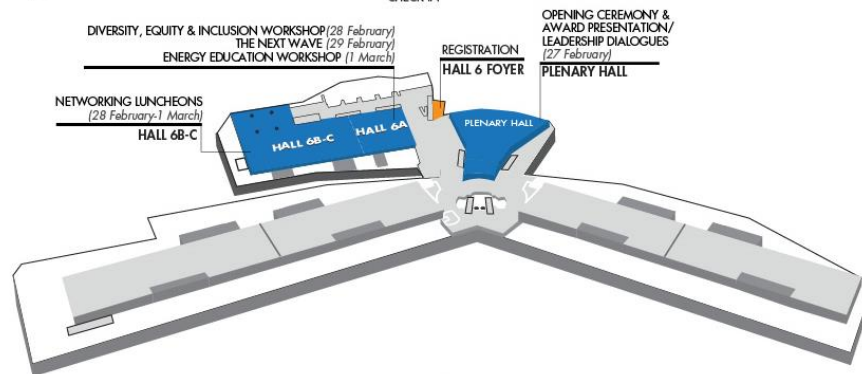 DIVERSITY, EQUITY & INCLUSION WORKSHOP (28 February)
THE NEXT WAVE (29 February)
ENERGY EDUCATION WORKSHOP (1 March)
NETWORKING LUNCHEONS
(28 February-1 March)
HALL 6B-C
REGISTRATION
HALL 6 FOYER
OPENING CEREMONY &
AWARD PRESENTATION/
LEADERSHIP DIALOGUES
(27 February)
PLENARY HALL
HALL 6B-C
HALL 6A
PLENARY HALL